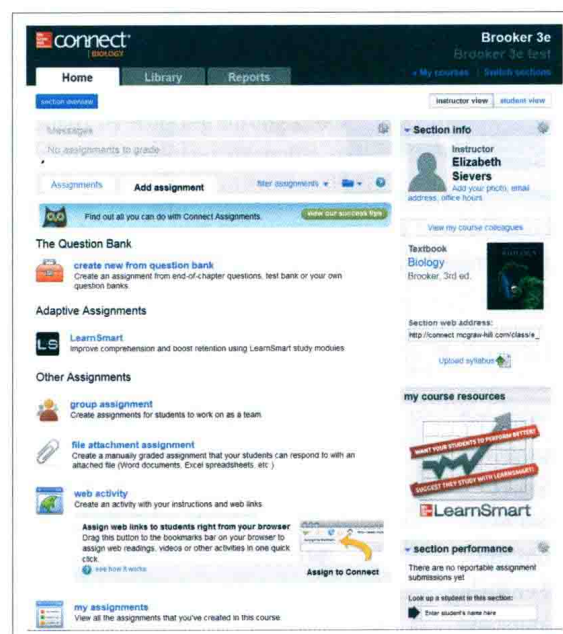 connect
BIOLOGY
Brooker 3e
Brooker 3e test
My courses | Switch sections
Home
Library
Reports
section overview
instructor view
student view
Messages
No assignments to grade
Assignments
Add assignment
filter assignments
Find out all you can do with Connect Assignments.
view our success tips
The Question Bank
create new from question bank
Create an assignment from end-of-chapter questions, test bank or your own
question banks.
Adaptive Assignments
LS
LearnSmart
Improve comprehension and boost retention using LearnSmart study modules
Other Assignments
group assignment
Create assignments for students to work on as a team.
file attachment assignment
Create a manually graded assignment that your students can respond to with an
attached file (Word documents, Excel spreadsheets, etc.)
web activity
Create an activity with your instructions and web links.
Assign web links to students right from your browser
Drag this button to the bookmarks bar on your browser to
assign web readings, videos or other activities in one quick
click.
see how it works
Assign to Connect
my assignments
View all the assignments that you've created in this course.
Section info
Instructor
Elizabeth
Sievers
Add your photo, email
address, office hours
View my course colleagues
Textbook
Biology
Brooker, 3rd ed.
BIOLOGY
Section web address:
http://connect.mcgraw-hill.com/class/e_
Upload syllabus
my course resources
WANT YOUR STUDENTS TO PERFORM BETTER?
SUGGEST THEY STUDY WITH LEARNSMART!
LearnSmart
section performance
There are no reportable assignment
submissions yet
Look up a student in this section:
Enter student's name here